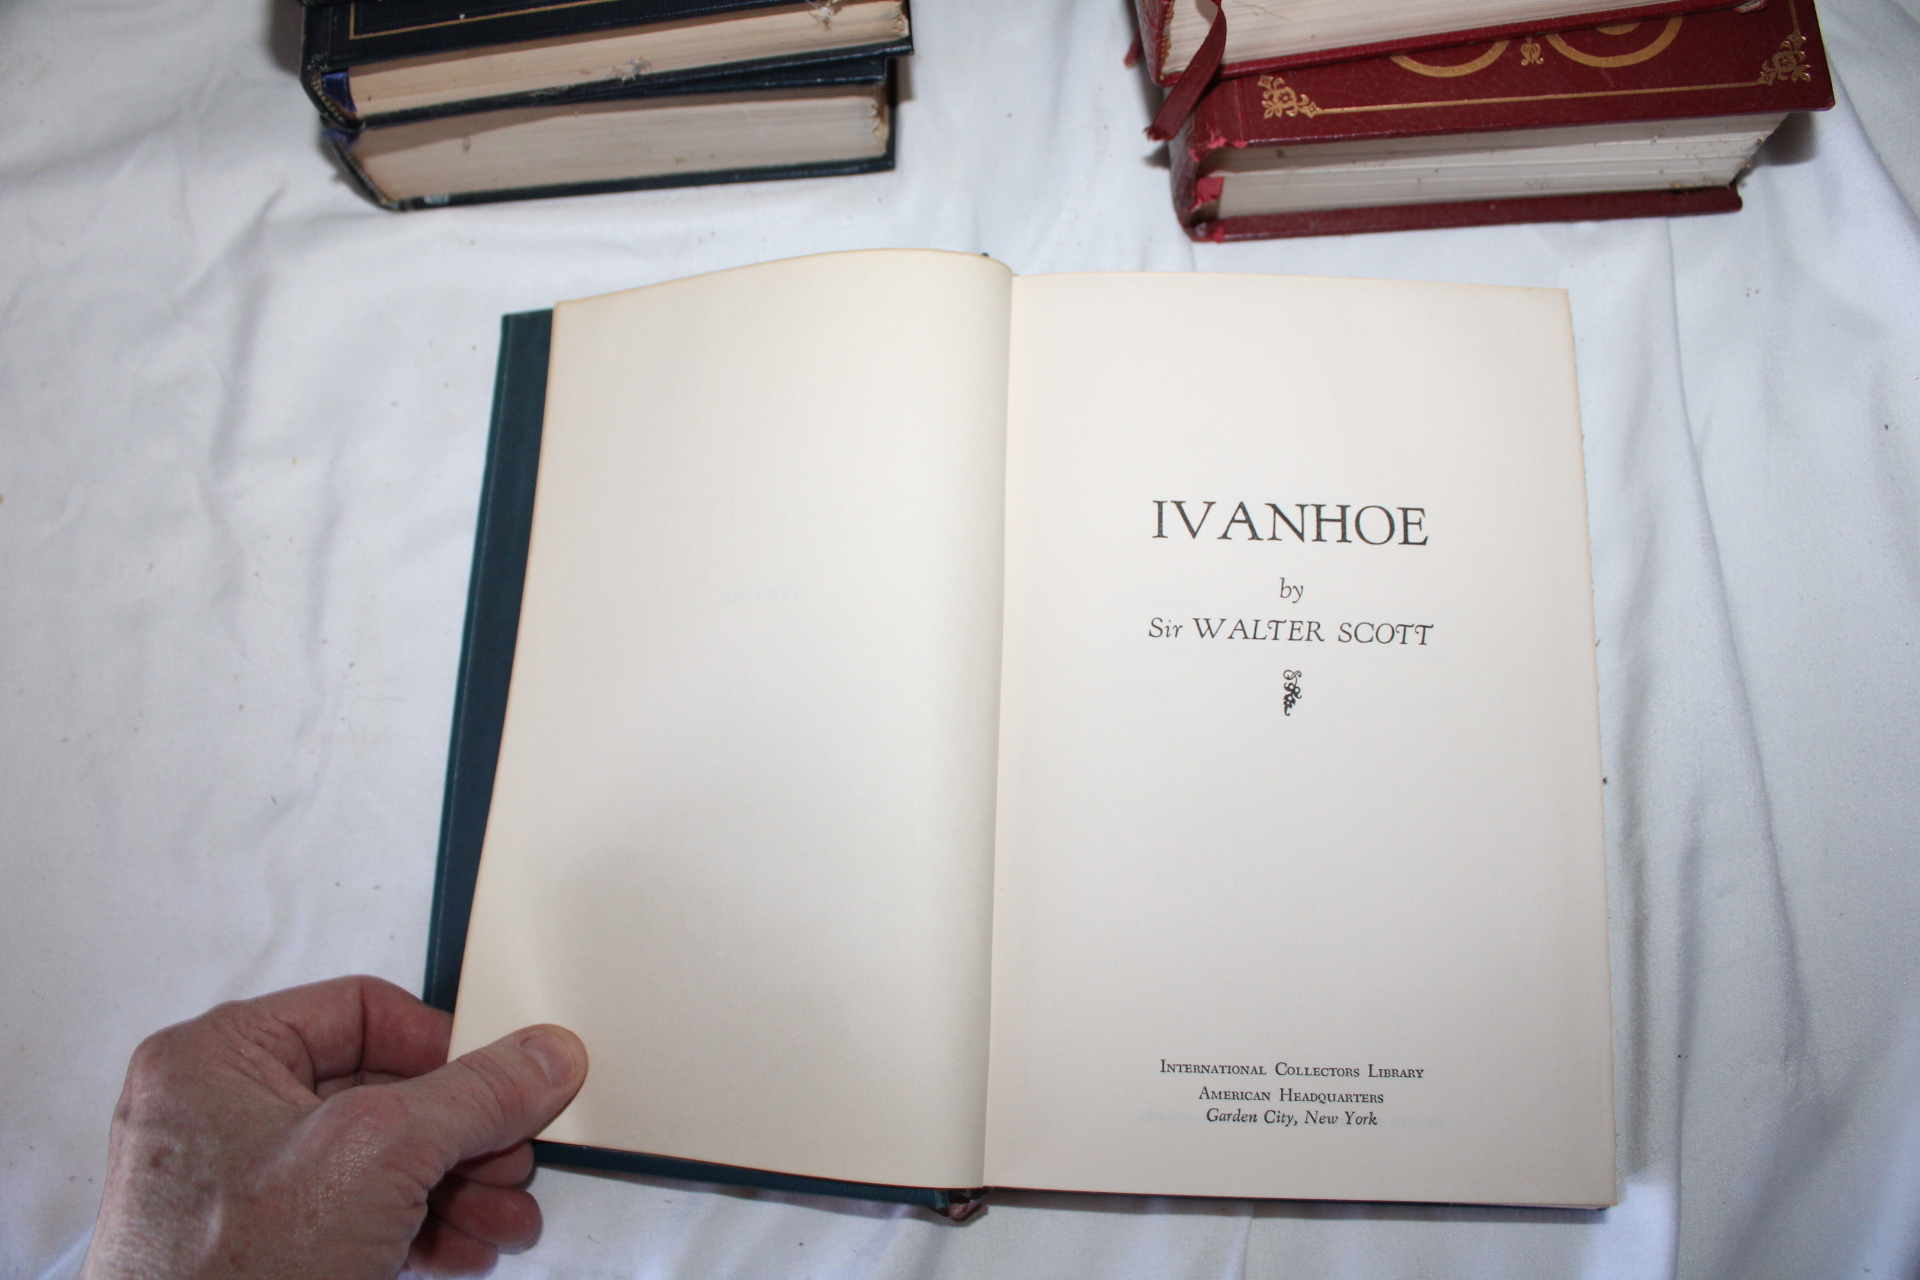 IVANHOE
by
Sir WALTER SCOTT
INTERNATIONAL COLLECTORS LIBRARY
AMERICAN HEADQUARTERS
Garden City, New York